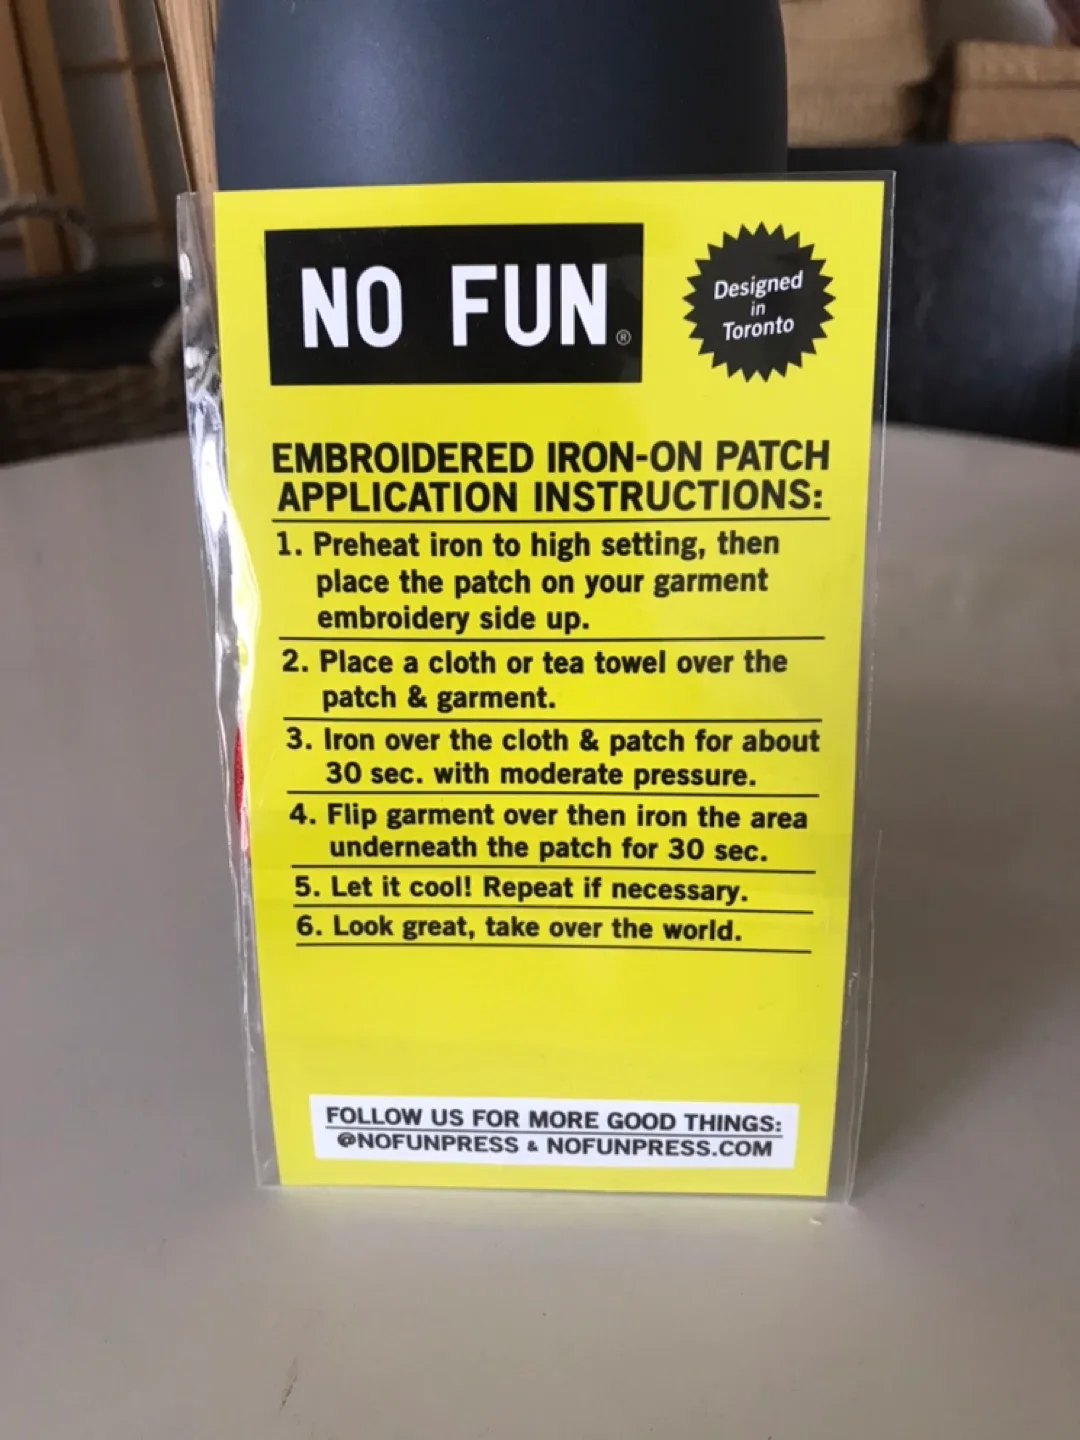 NO FUN®
Designed
in
Toronto
EMBROIDERED IRON-ON PATCH
APPLICATION INSTRUCTIONS:
1. Preheat iron to high setting, then
place the patch on your garment
embroidery side up.
2. Place a cloth or tea towel over the
patch & garment.
3. Iron over the cloth & patch for about
30 sec. with moderate pressure.
4. Flip garment over then iron the area
underneath the patch for 30 sec.
5. Let it cool! Repeat if necessary.
6. Look great, take over the world.
FOLLOW US FOR MORE GOOD THINGS:
@NOFUNPRESS & NOFUNPRESS.COM